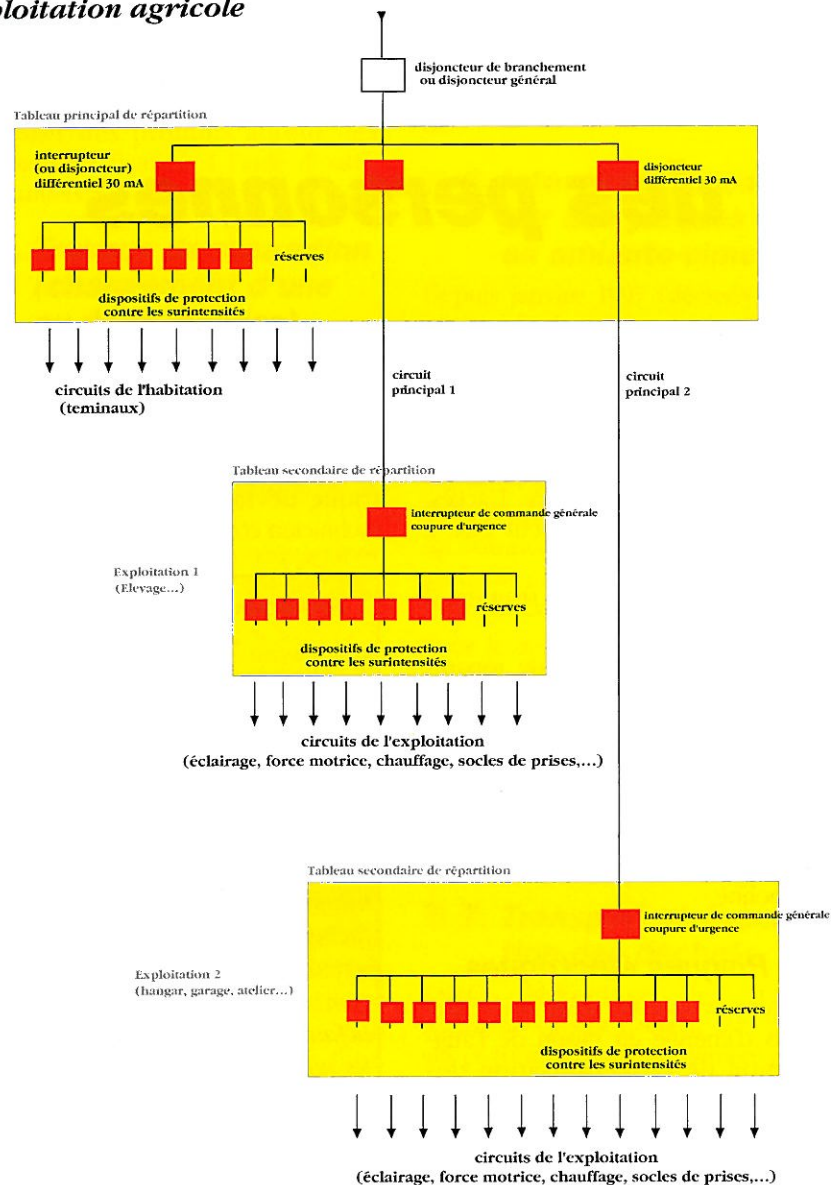 ploitation agricole
disjoncteur de branchement
ou disjoncteur général
Tableau principal de répartition
interrupteur
(ou disjoncteur)
différentiel 30 mA
disjoncteur
différentiel 30 mA
réserves
dispositifs de protection
contre les surintensités
circuits de l'habitation
(teminaux)
circuit
principal 1
circuit
principal 2
Tableau secondaire de répartition
interrupteur de commande générale
coupure d'urgence
Exploitation 1
(Elevage...)
réserves
dispositifs de protection
contre les surintensités
circuits de l'exploitation
(éclairage, force motrice, chauffage, socles de prises,...)
Tableau secondaire de répartition
interrupteur de commande générale
coupure d'urgence
Exploitation 2
(hangar, garage, atelier...)
réserves
dispositifs de protection
contre les surintensités
circuits de l'exploitation
(éclairage, force motrice, chauffage, socles de prises,...)